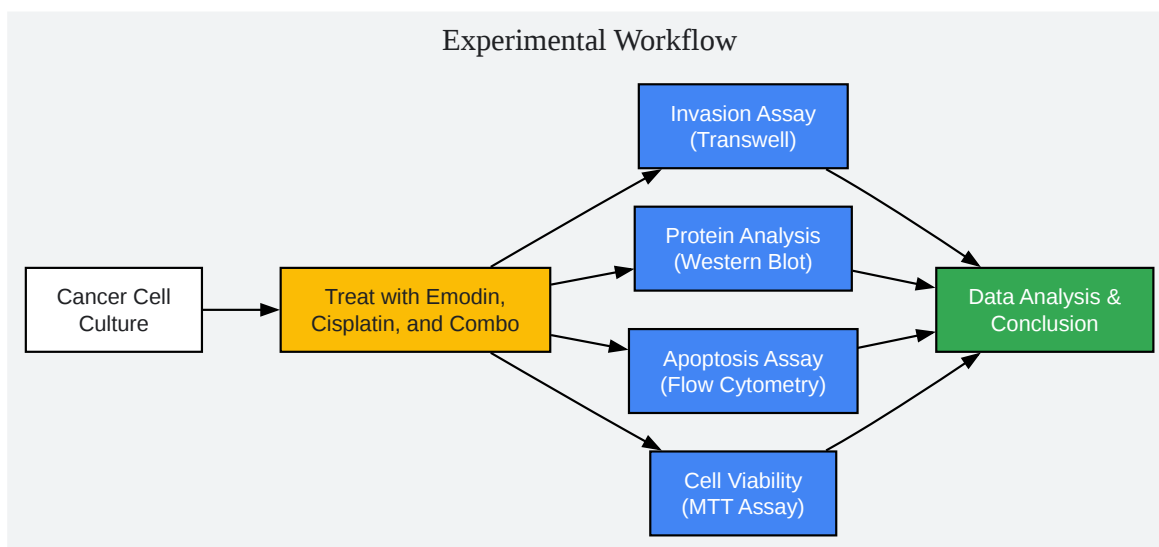 Experimental Workflow
Cancer Cell
Culture
Treat with Emodin,
Cisplatin, and Combo
Invasion Assay
(Transwell)
Protein Analysis
(Western Blot)
Apoptosis Assay
(Flow Cytometry)
Cell Viability
(MTT Assay)
Data Analysis &
Conclusion